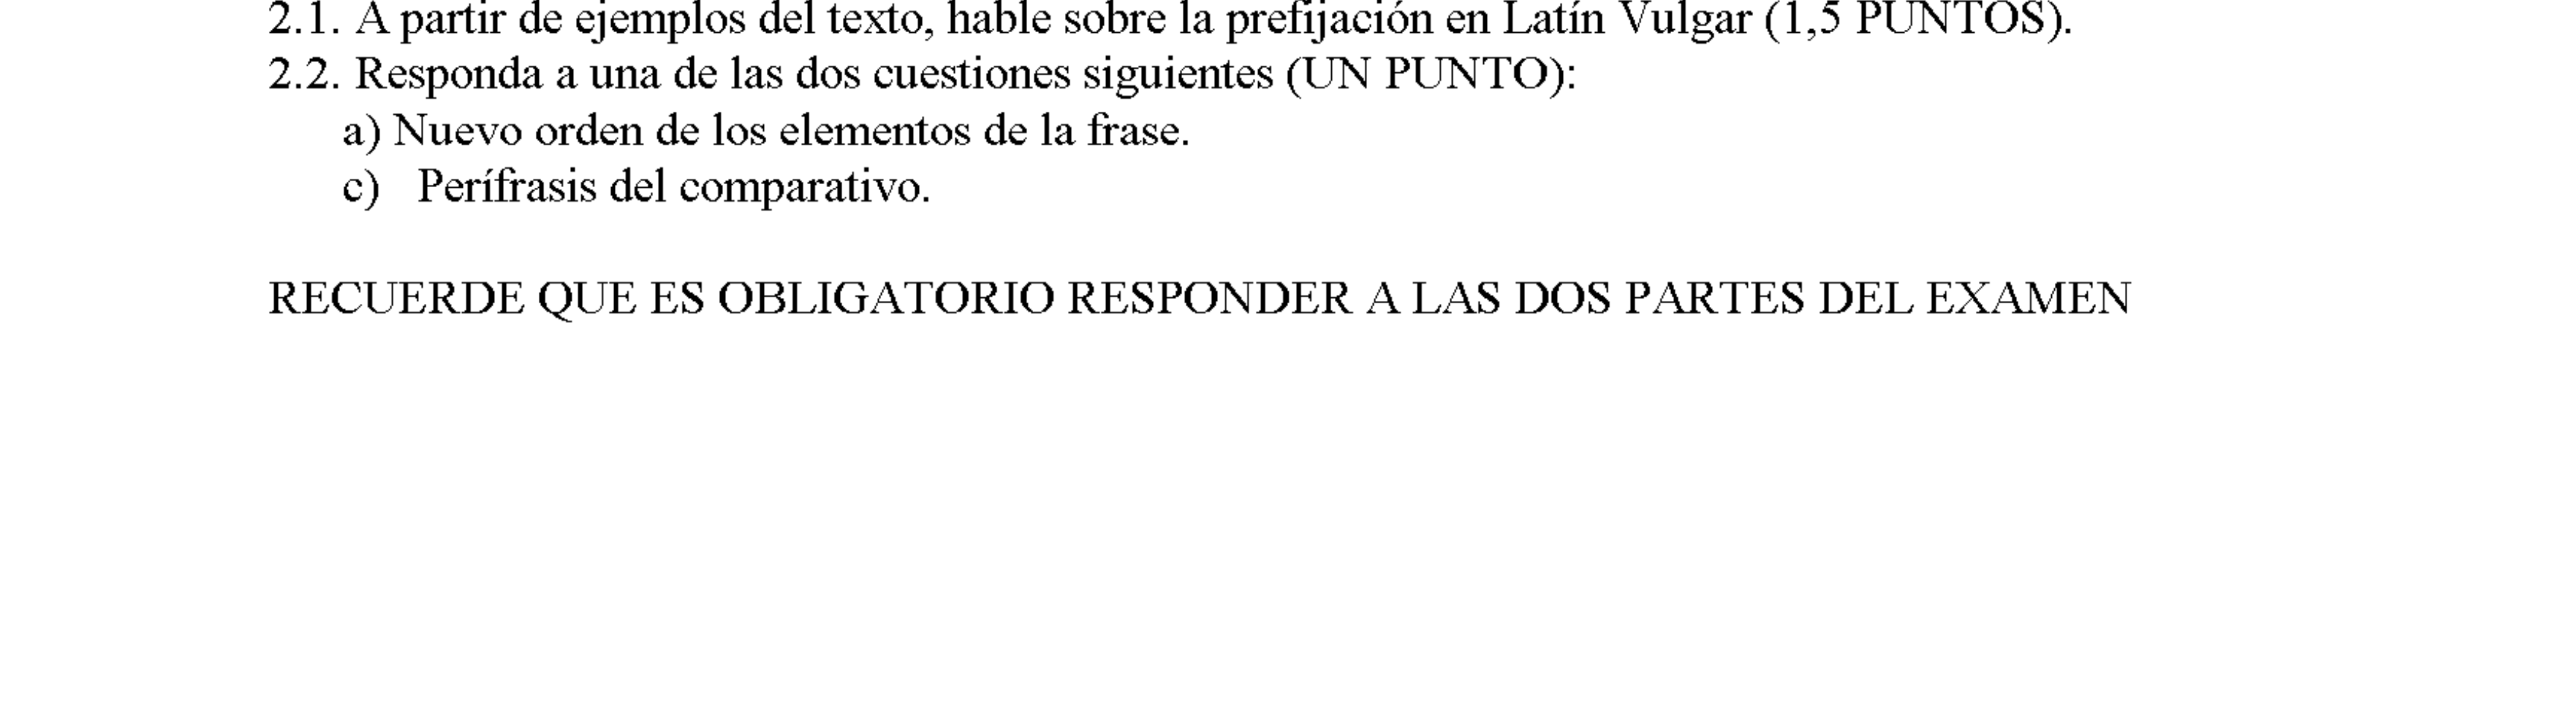 2.1. A partir de ejemplos del texto, hable sobre la prefijación en Latín Vulgar (1,5 PUNTOS).
2.2. Responda a una de las dos cuestiones siguientes (UN PUNTO):
a) Nuevo orden de los elementos de la frase.
c) Perífrasis del comparativo.
RECUERDE QUE ES OBLIGATORIO RESPONDER A LAS DOS PARTES DEL EXAMEN